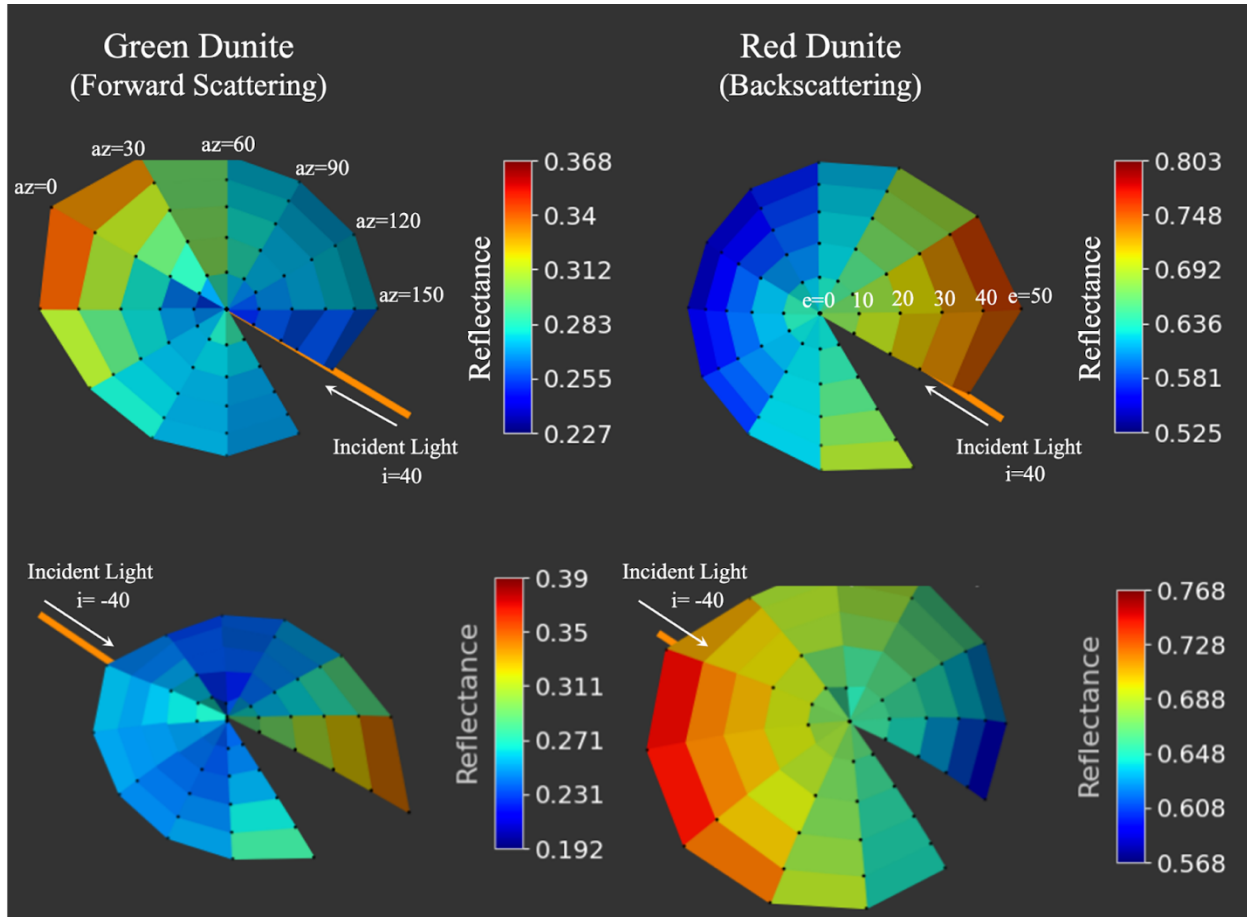 Green Dunite
(Forward Scattering)
Red Dunite
(Backscattering)
az=0
az=30
az=60
az=90
az=120
az=150
Reflectance
0.368
0.34
0.312
0.283
0.255
0.227
Incident Light
i=40
e=0 10 20 30 40 e=50
Reflectance
0.803
0.748
0.692
0.636
0.581
0.525
Incident Light
i=40
Incident Light
i= -40
Reflectance
0.39
0.35
0.311
0.271
0.231
0.192
Incident Light
i= -40
Reflectance
0.768
0.728
0.688
0.648
0.608
0.568